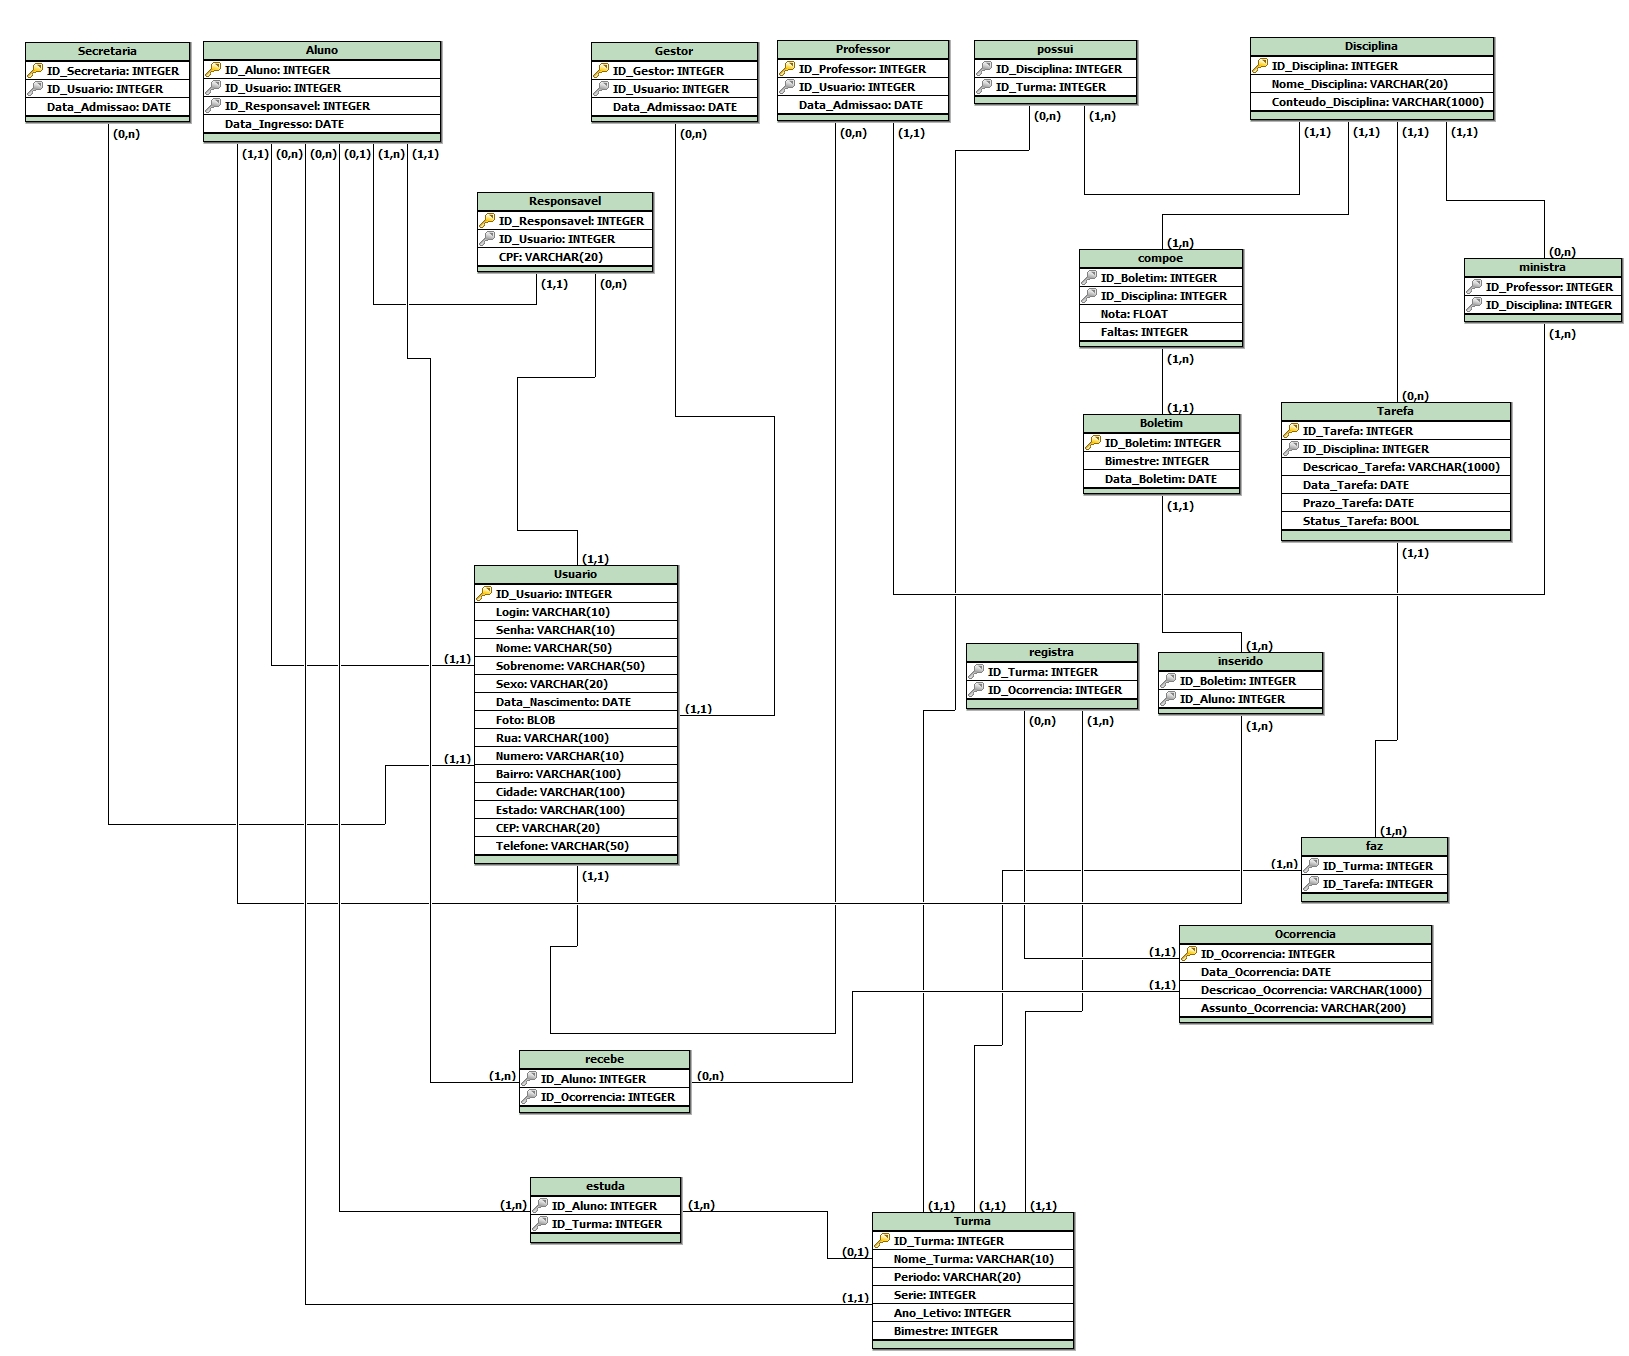 Secretaria
ID_Secretaria: INTEGER
ID_Usuario: INTEGER
Data_Admissao: DATE
(0,n)
Aluno
ID_Aluno: INTEGER
ID_Usuario: INTEGER
ID_Responsavel: INTEGER
Data_Ingresso: DATE
(1,1) (0,n) (0,n) (0,1) (1,n) (1,1)
Gestor
ID_Gestor: INTEGER
ID_Usuario: INTEGER
Data_Admissao: DATE
(0,n)
Professor
ID_Professor: INTEGER
ID_Usuario: INTEGER
Data_Admissao: DATE
(0,n) (1,1)
possui
ID_Disciplina: INTEGER
ID_Turma: INTEGER
(0,n) (1,n)
Disciplina
ID_Disciplina: INTEGER
Nome_Disciplina: VARCHAR(20)
Conteudo_Disciplina: VARCHAR(1000)
(1,1) (1,1) (1,1) (1,1)
Responsavel
ID_Responsavel: INTEGER
ID_Usuario: INTEGER
CPF: VARCHAR(20)
(1,1) (0,n)
(1,n)
compoe
ID_Boletim: INTEGER
ID_Disciplina: INTEGER
Nota: FLOAT
Faltas: INTEGER
(1,n)
(0,n)
ministra
ID_Professor: INTEGER
ID_Disciplina: INTEGER
(1,n)
(1,1)
Boletim
ID_Boletim: INTEGER
Bimestre: INTEGER
Data_Boletim: DATE
(1,1)
(0,n)
Tarefa
ID_Tarefa: INTEGER
ID_Disciplina: INTEGER
Descricao_Tarefa: VARCHAR(1000)
Data_Tarefa: DATE
Prazo_Tarefa: DATE
Status_Tarefa: BOOL
(1,1)
(1,1)
Usuario
ID_Usuario: INTEGER
Login: VARCHAR(10)
Senha: VARCHAR(10)
Nome: VARCHAR(50)
(1,1)
Sobrenome: VARCHAR(50)
Sexo: VARCHAR(20)
Data_Nascimento: DATE
(1,1)
Foto: BLOB
Rua: VARCHAR(100)
(1,1)
Numero: VARCHAR(10)
Bairro: VARCHAR(100)
Cidade: VARCHAR(100)
Estado: VARCHAR(100)
CEP: VARCHAR(20)
Telefone: VARCHAR(50)
(1,1)
registra
ID_Turma: INTEGER
ID_Ocorrencia: INTEGER
(0,n) (1,n)
(1,n)
inserido
ID_Boletim: INTEGER
ID_Aluno: INTEGER
(1,n)
(1,n)
faz
(1,n)
ID_Turma: INTEGER
ID_Tarefa: INTEGER
Ocorrencia
(1,1)
ID_Ocorrencia: INTEGER
Data_Ocorrencia: DATE
(1,1)
Descricao_Ocorrencia: VARCHAR(1000)
Assunto_Ocorrencia: VARCHAR(200)
recebe
(1,n)
ID_Aluno: INTEGER
(0,n)
ID_Ocorrencia: INTEGER
estuda
(1,n)
ID_Aluno: INTEGER
(1,n)
ID_Turma: INTEGER
(1,1) (1,1) (1,1)
Turma
ID_Turma: INTEGER
(0,1)
Nome_Turma: VARCHAR(10)
Periodo: VARCHAR(20)
(1,1)
Serie: INTEGER
Ano_Letivo: INTEGER
Bimestre: INTEGER